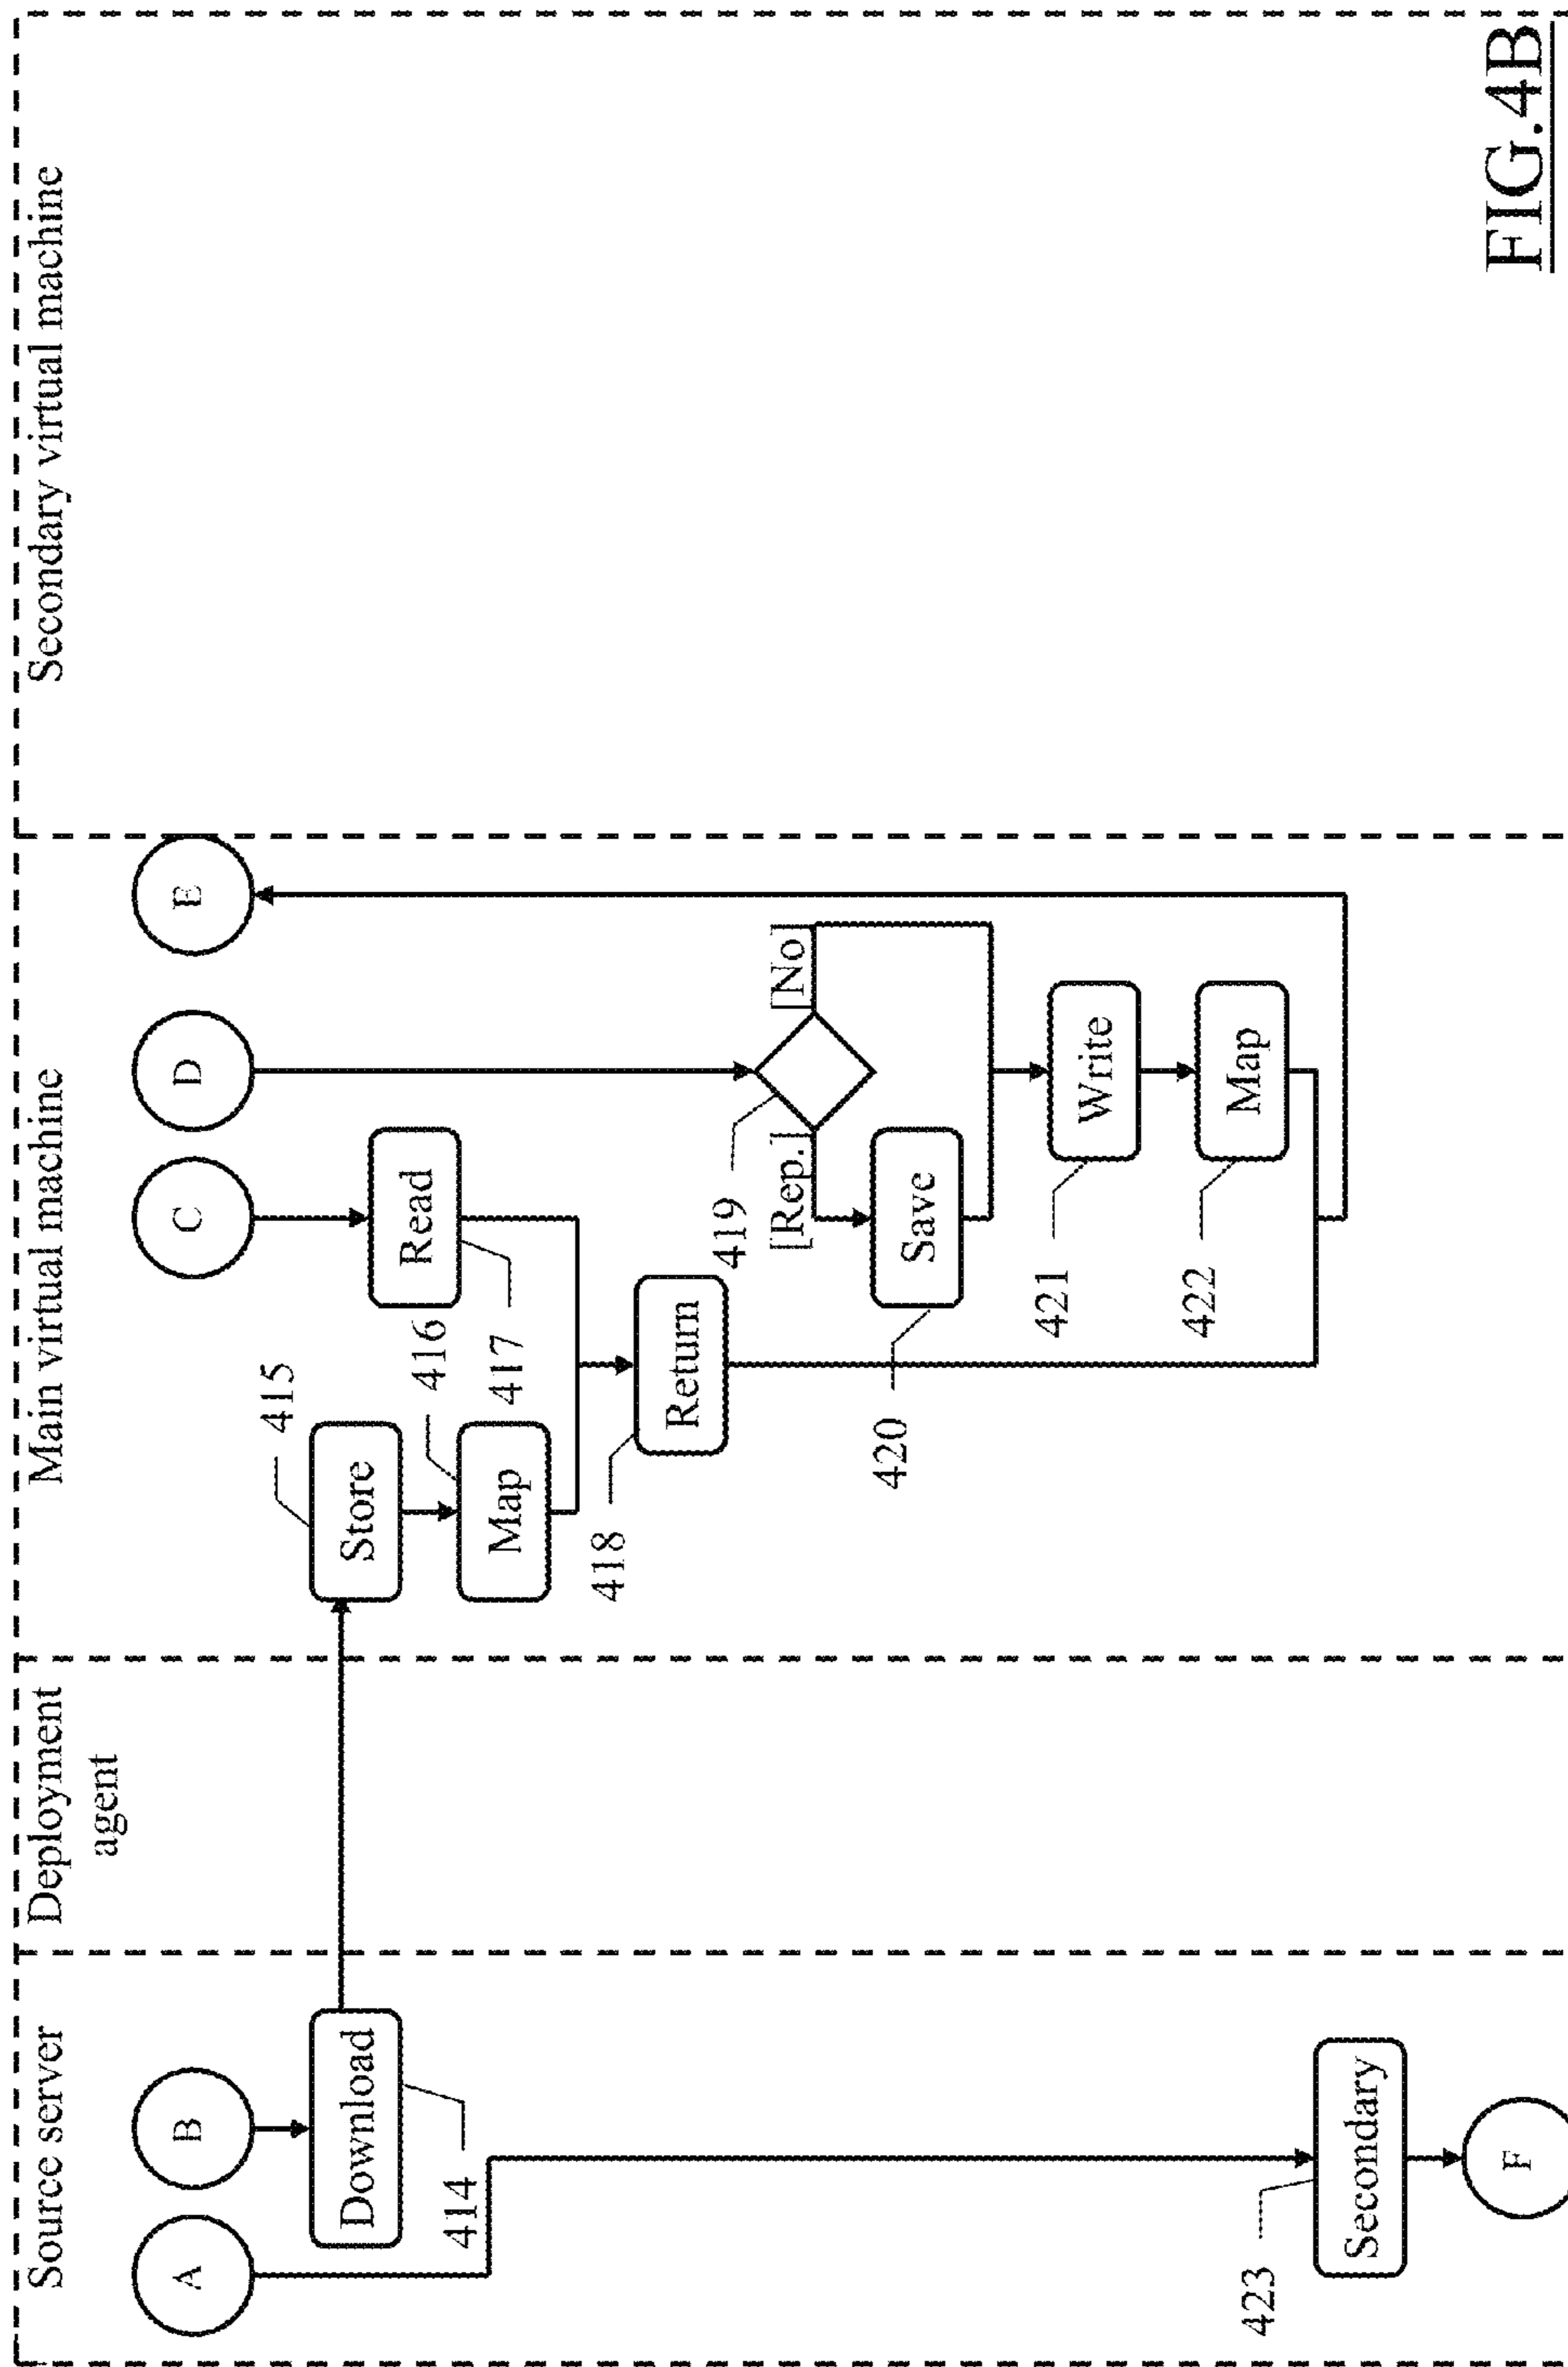 Source server
Deployment
agent
Main virtual machine
Secondary virtual machine
A
B
C
D
E
Download
414
Store
415
Map
416
Read
417
Return
418
419
[Rep.]
[No]
Save
420
Write
421
Map
422
Secondary
423
F
FIG.4B